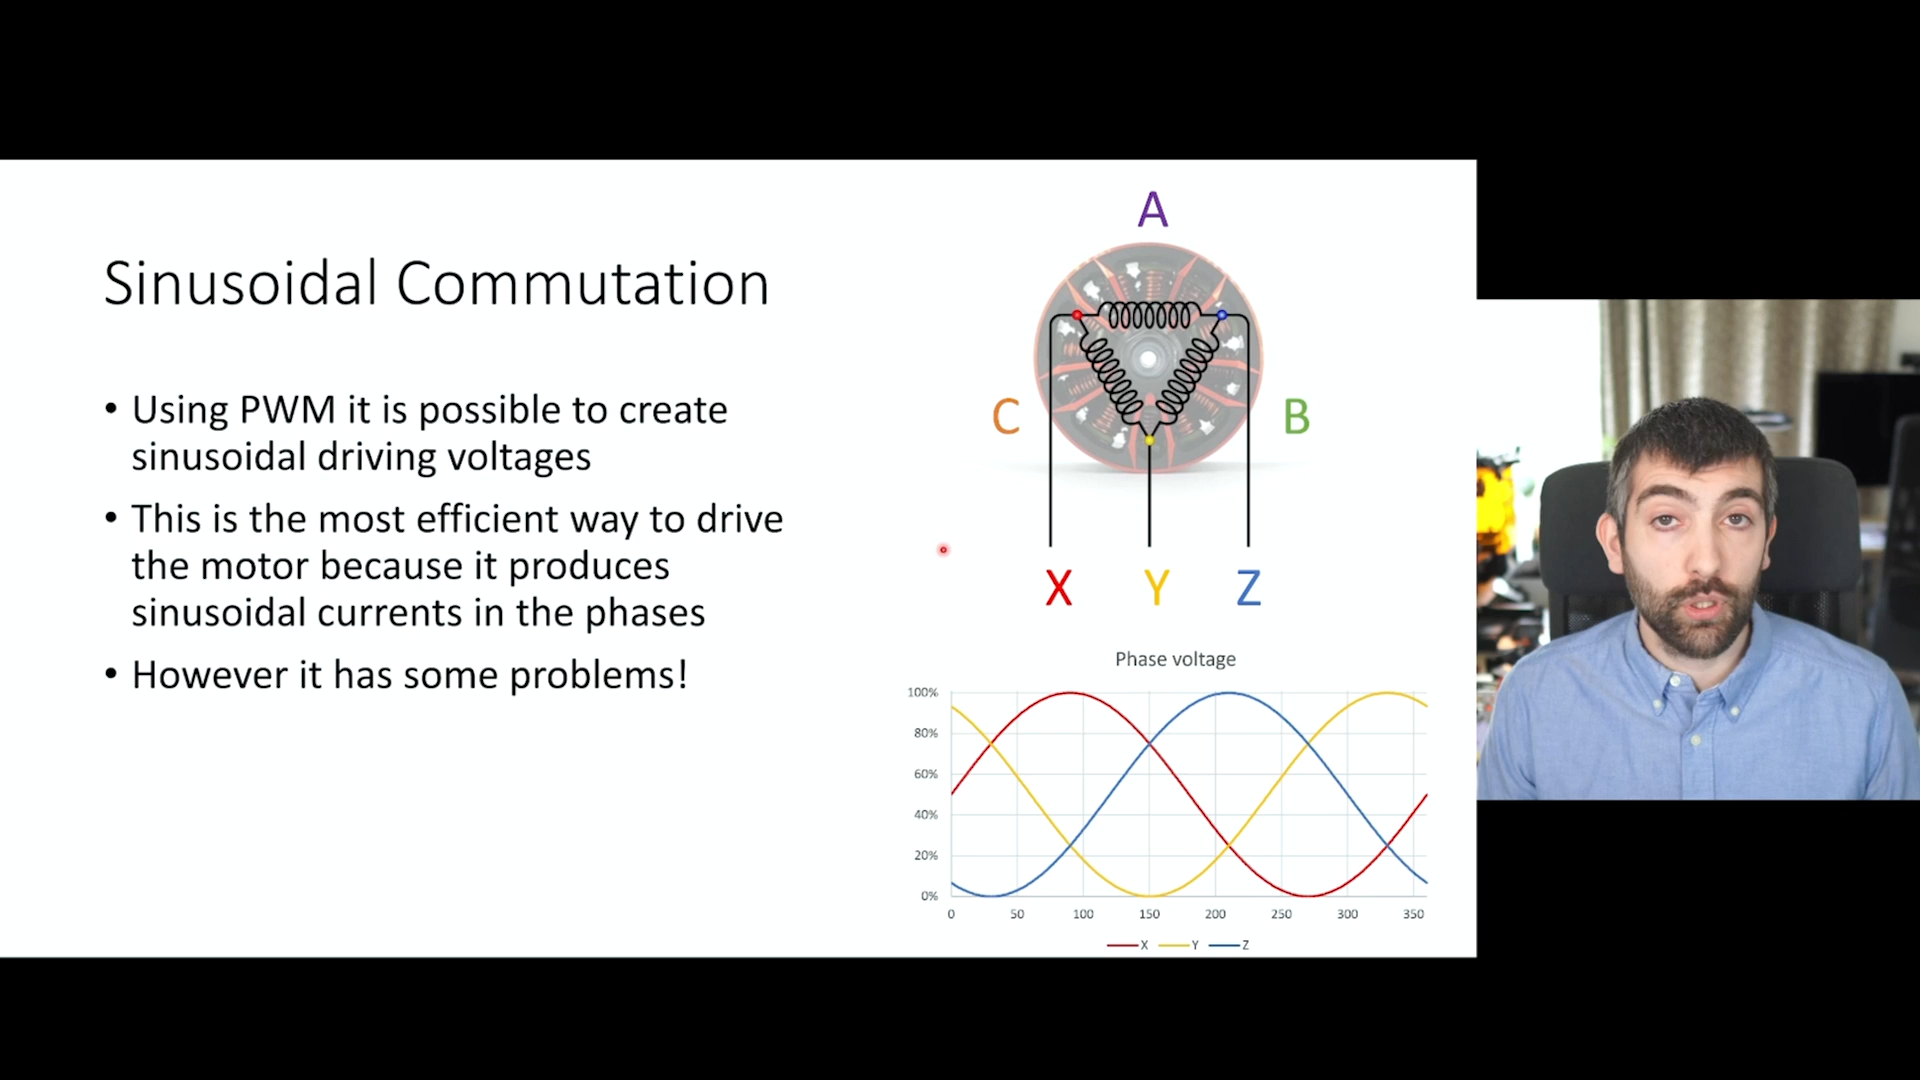 Sinusoidal Commutation
• Using PWM it is possible to create
sinusoidal driving voltages
• This is the most efficient way to drive
the motor because it produces
sinusoidal currents in the phases
• However it has some problems!
A
C
B
X Y Z
Phase voltage
100%
80%
60%
40%
20%
0%
0 50 100 150 200 250 300 350
X Y Z